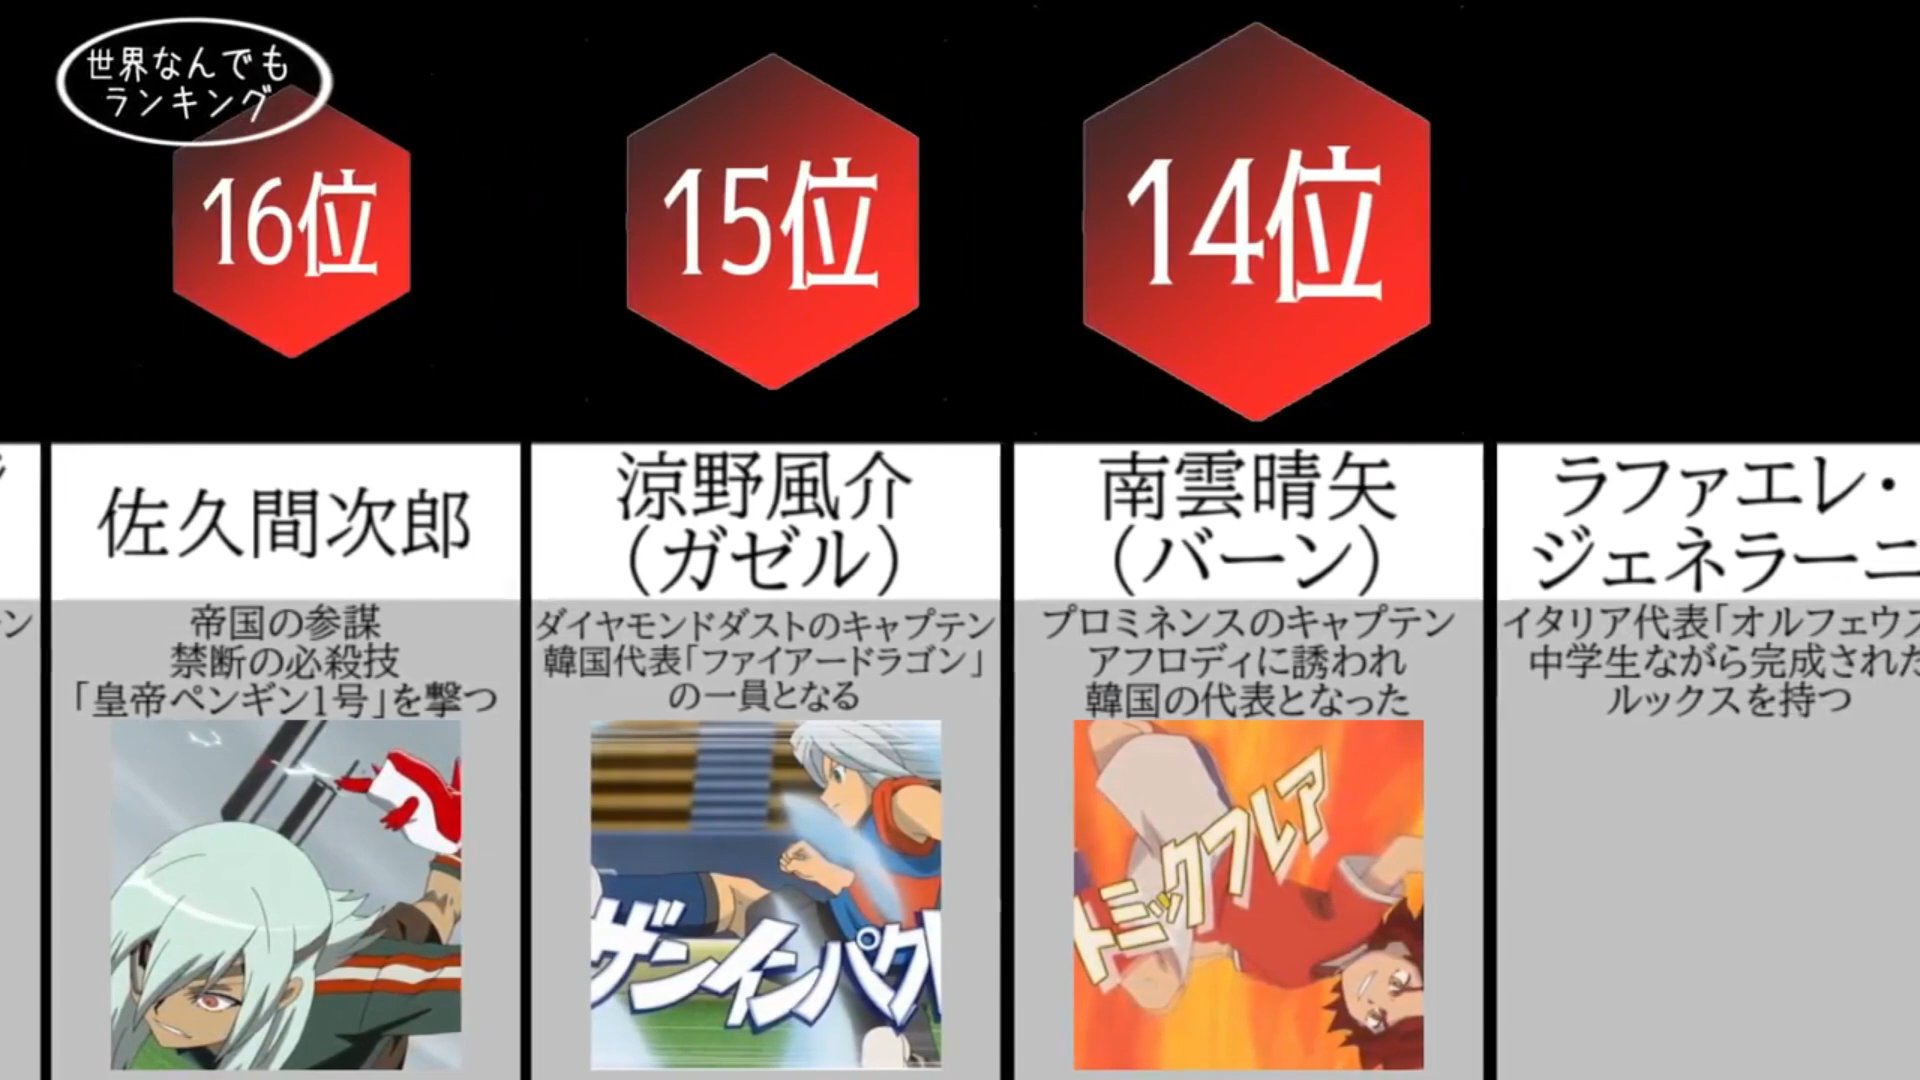 世界なんでも
ランキング
16位
15位
14位
佐久間次郎
帝国の参謀
禁断の必殺技
「皇帝ペンギン1号」を撃つ
涼野風介
（ガゼル）
ダイヤモンドダストのキャプテン
韓国代表「ファイアードラゴン」
の一員となる
ザンインパクト
南雲晴矢
（バーン）
プロミネンスのキャプテン
アフロディに誘われ
韓国の代表となった
トミックフレア
ラファエレ・
ジェネラーニ
イタリア代表「オルフェウス
中学生ながら完成された
ルックスを持つ
ン